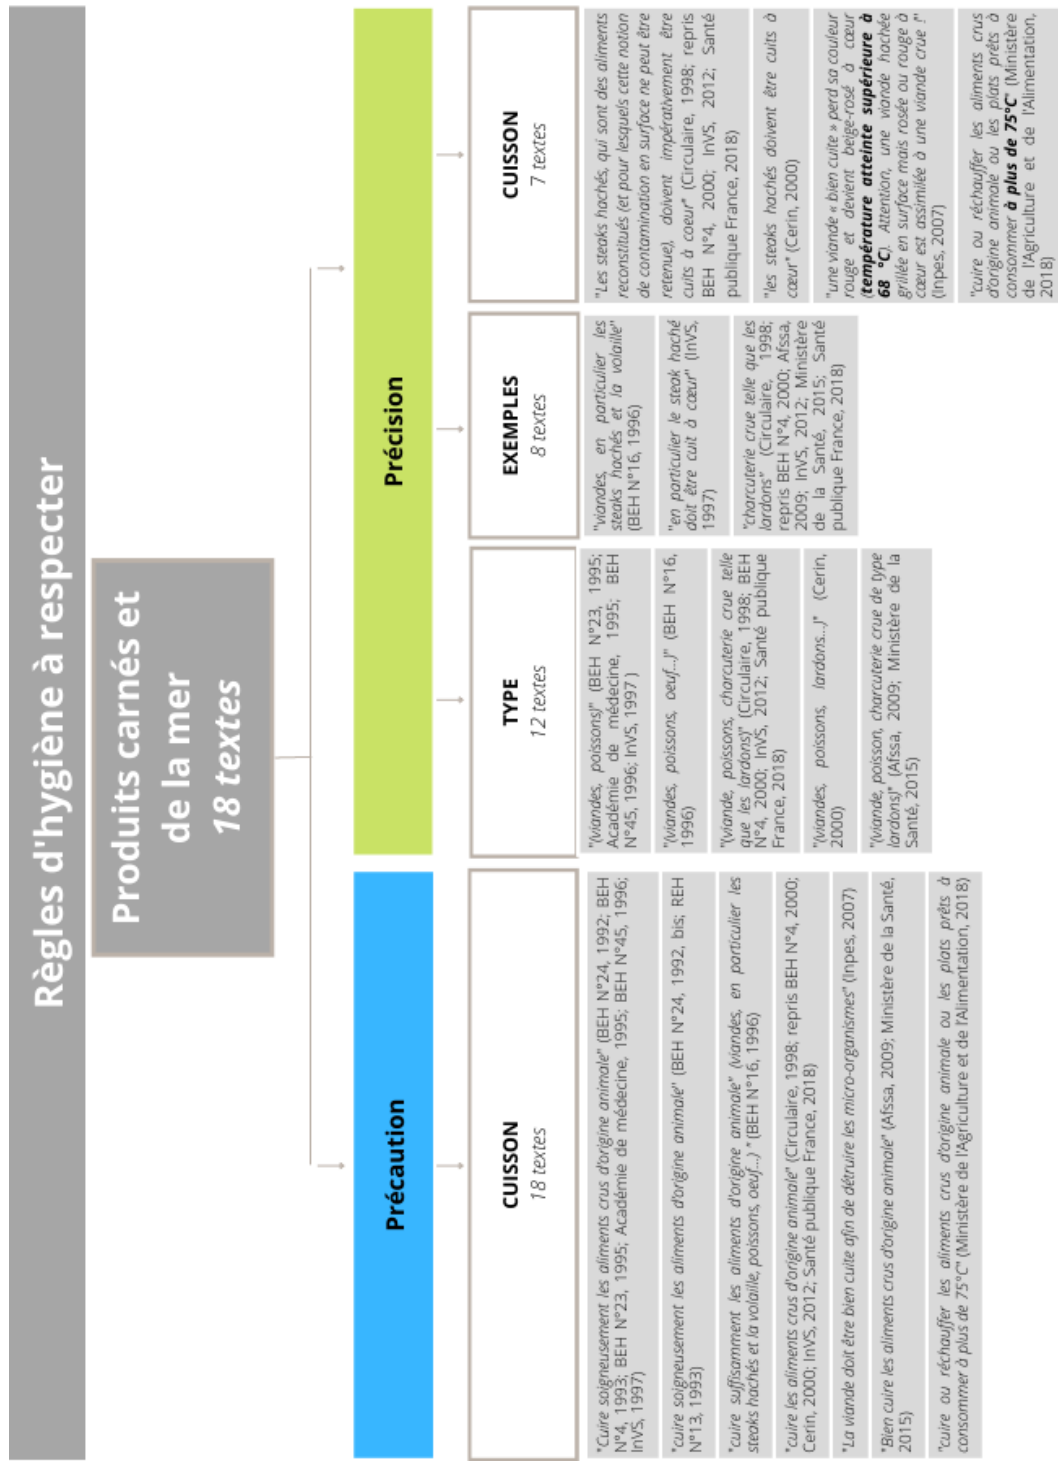 Règles d'hygiène à respecter
Produits carnés et
de la mer
18 textes
Précaution
CUISSON
18 textes
"Cuire soigneusement les aliments crus d'origine animale" (BEH N°24, 1992; BEH
N°4, 1993; BEH N°23, 1995; Académie de médecine, 1995; BEH N°45, 1996;
InVS, 1997)
"cuire soigneusement les aliments d'origine animale" (BEH N°24, 1992, bis; REH
N°13, 1993)
"cuire suffisamment les aliments d'origine animale" (viandes, en particulier les
steaks hachés et la volaille, poissons, oeuf...) " (BEH N°16, 1996)
"cuire les aliments crus d'origine animale" (Circulaire, 1998; repris BEH N°4, 2000;
Cerin, 2000; InVS, 2012; Santé publique France, 2018)
"La viande doit être bien cuite afin de détruire les micro-organismes" (Inpes, 2007)
"Bien cuire les aliments crus d'origine animale" (Afssa, 2009; Ministère de la Santé,
2015)
"cuire ou réchauffer les aliments crus d'origine animale ou les plats prêts à
consommer à plus de 75°C" (Ministère de l'Agriculture et de l'Alimentation, 2018)
Précision
TYPE
12 textes
"(viandes, poissons)" (BEH N°23, 1995;
Académie de médecine, 1995; BEH
N°45, 1996; InVS, 1997 )
"(viandes, poissons, oeuf...)" (BEH N°16,
1996)
"(viande, poissons, charcuterie crue telle
que les lardons)" (Circulaire, 1998; BEH
N°4, 2000; InVS, 2012; Santé publique
France, 2018)
"(viandes, poissons, lardons...)" (Cerin,
2000)
"(viande, poisson, charcuterie crue de type
lardons)" (Afssa, 2009; Ministère de la
Santé, 2015)
EXEMPLES
8 textes
"viandes, en particulier les
steaks hachés et la volaille"
(BEH N°16, 1996)
"en particulier le steak haché
doit être cuit à cœur" (InVS,
1997)
"charcuterie crue telle que les
lardons" (Circulaire, 1998;
repris BEH N°4, 2000; Afssa,
2009; InVS, 2012; Ministère
de la Santé, 2015; Santé
publique France, 2018)
CUISSON
7 textes
"Les steaks hachés, qui sont des aliments
reconstitués (et pour lesquels cette notion
de contamination en surface ne peut être
retenue), doivent impérativement être
cuits à coeur" (Circulaire, 1998; repris
BEH N°4, 2000; InVS, 2012; Santé
publique France, 2018)
"les steaks hachés doivent être cuits à
cœur" (Cerin, 2000)
"une viande « bien cuite » perd sa couleur
rouge et devient beige-rosé à cœur
(température atteinte supérieure à
68 °C). Attention, une viande hachée
grillée en surface mais rosée ou rouge à
cœur est assimilée à une viande crue !"
(Inpes, 2007)
"cuire ou réchauffer les aliments crus
d'origine animale ou les plats prêts à
consommer à plus de 75°C" (Ministère
de l'Agriculture et de l'Alimentation,
2018)